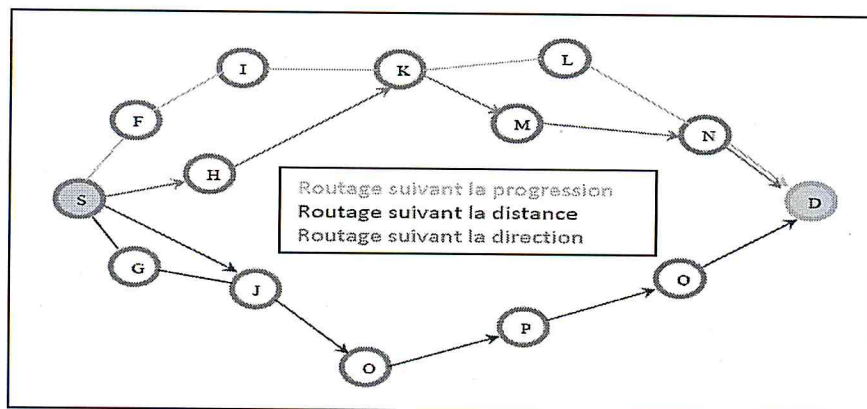 I
K
L
F
M
N
H
Routage suivant la progression
Routage suivant la distance
Routage suivant la direction
S
D
G
J
O
P
O